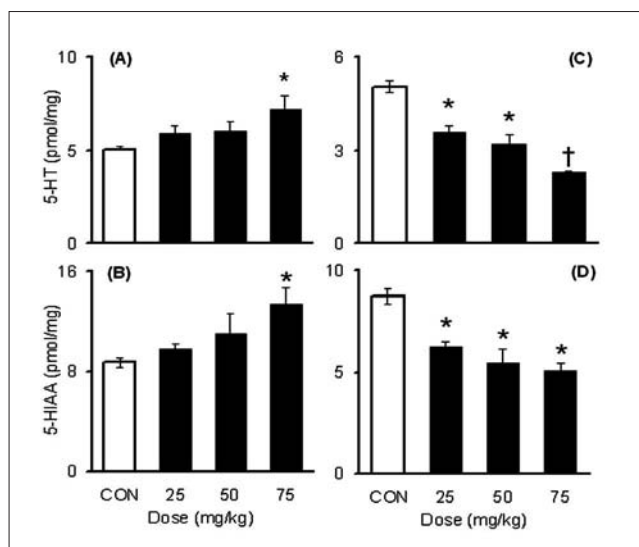 (A)
10
5
0
5-HT (pmol/mg)
*
(C)
6
3
0
*
*
†
(B)
16
8
0
5-HIAA (pmol/mg)
*
CON 25 50 75
Dose (mg/kg)
(D)
10
5
0
*
*
*
CON 25 50 75
Dose (mg/kg)